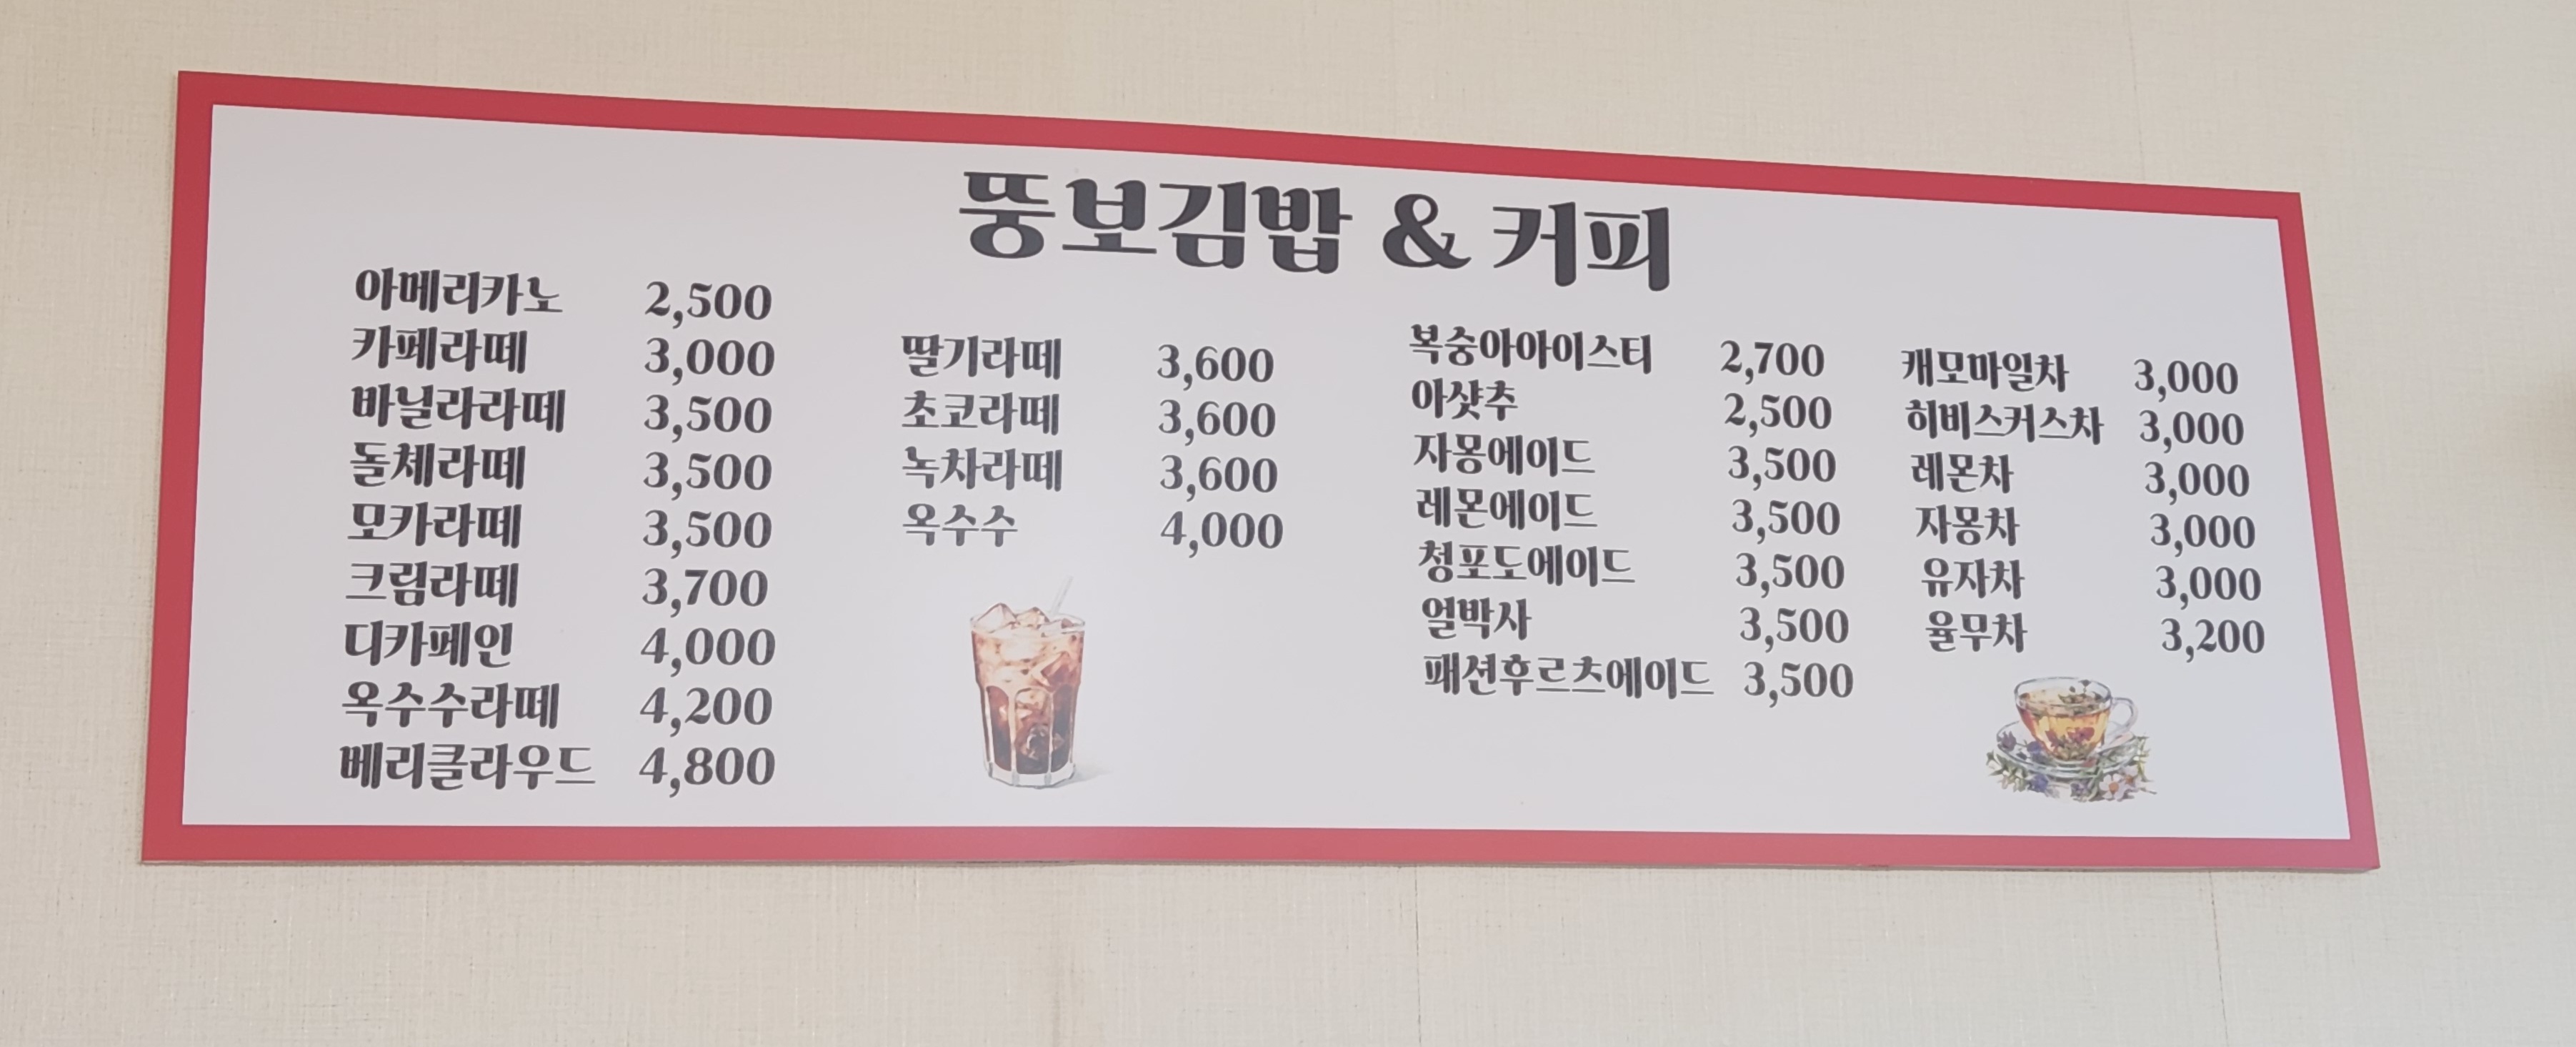 뚱보김밥 & 커피
아메리카노 2,500
카페라떼 3,000
바닐라라떼 3,500
돌체라떼 3,500
모카라떼 3,500
크림라떼 3,700
디카페인 4,000
옥수수라떼 4,200
베리클라우드 4,800
딸기라떼 3,600
초코라떼 3,600
녹차라떼 3,600
옥수수 4,000
복숭아아이스티 2,700
아샷추 2,500
자몽에이드 3,500
레몬에이드 3,500
청포도에이드 3,500
얼박사 3,500
패션후르츠에이드 3,500
캐모마일차 3,000
히비스커스차 3,000
레몬차 3,000
자몽차 3,000
유자차 3,000
율무차 3,200